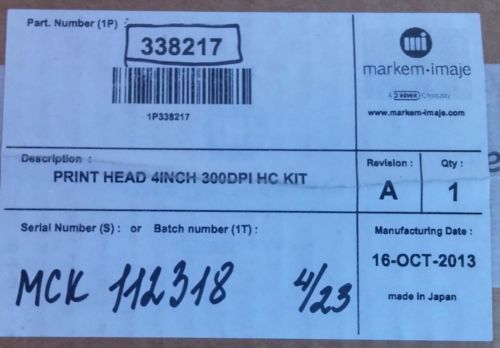 Part. Number (1P) :
338217
1P338217
mi
markem·imaje
A DOVER Company
www.markem-imaje.com
Description :
PRINT HEAD 4INCH 300DPI HC KIT
Revision :
A
Qty :
1
Serial Number (S) : or Batch number (1T) :
MCK 112318 4/23
Manufacturing Date :
16-OCT-2013
made in Japan